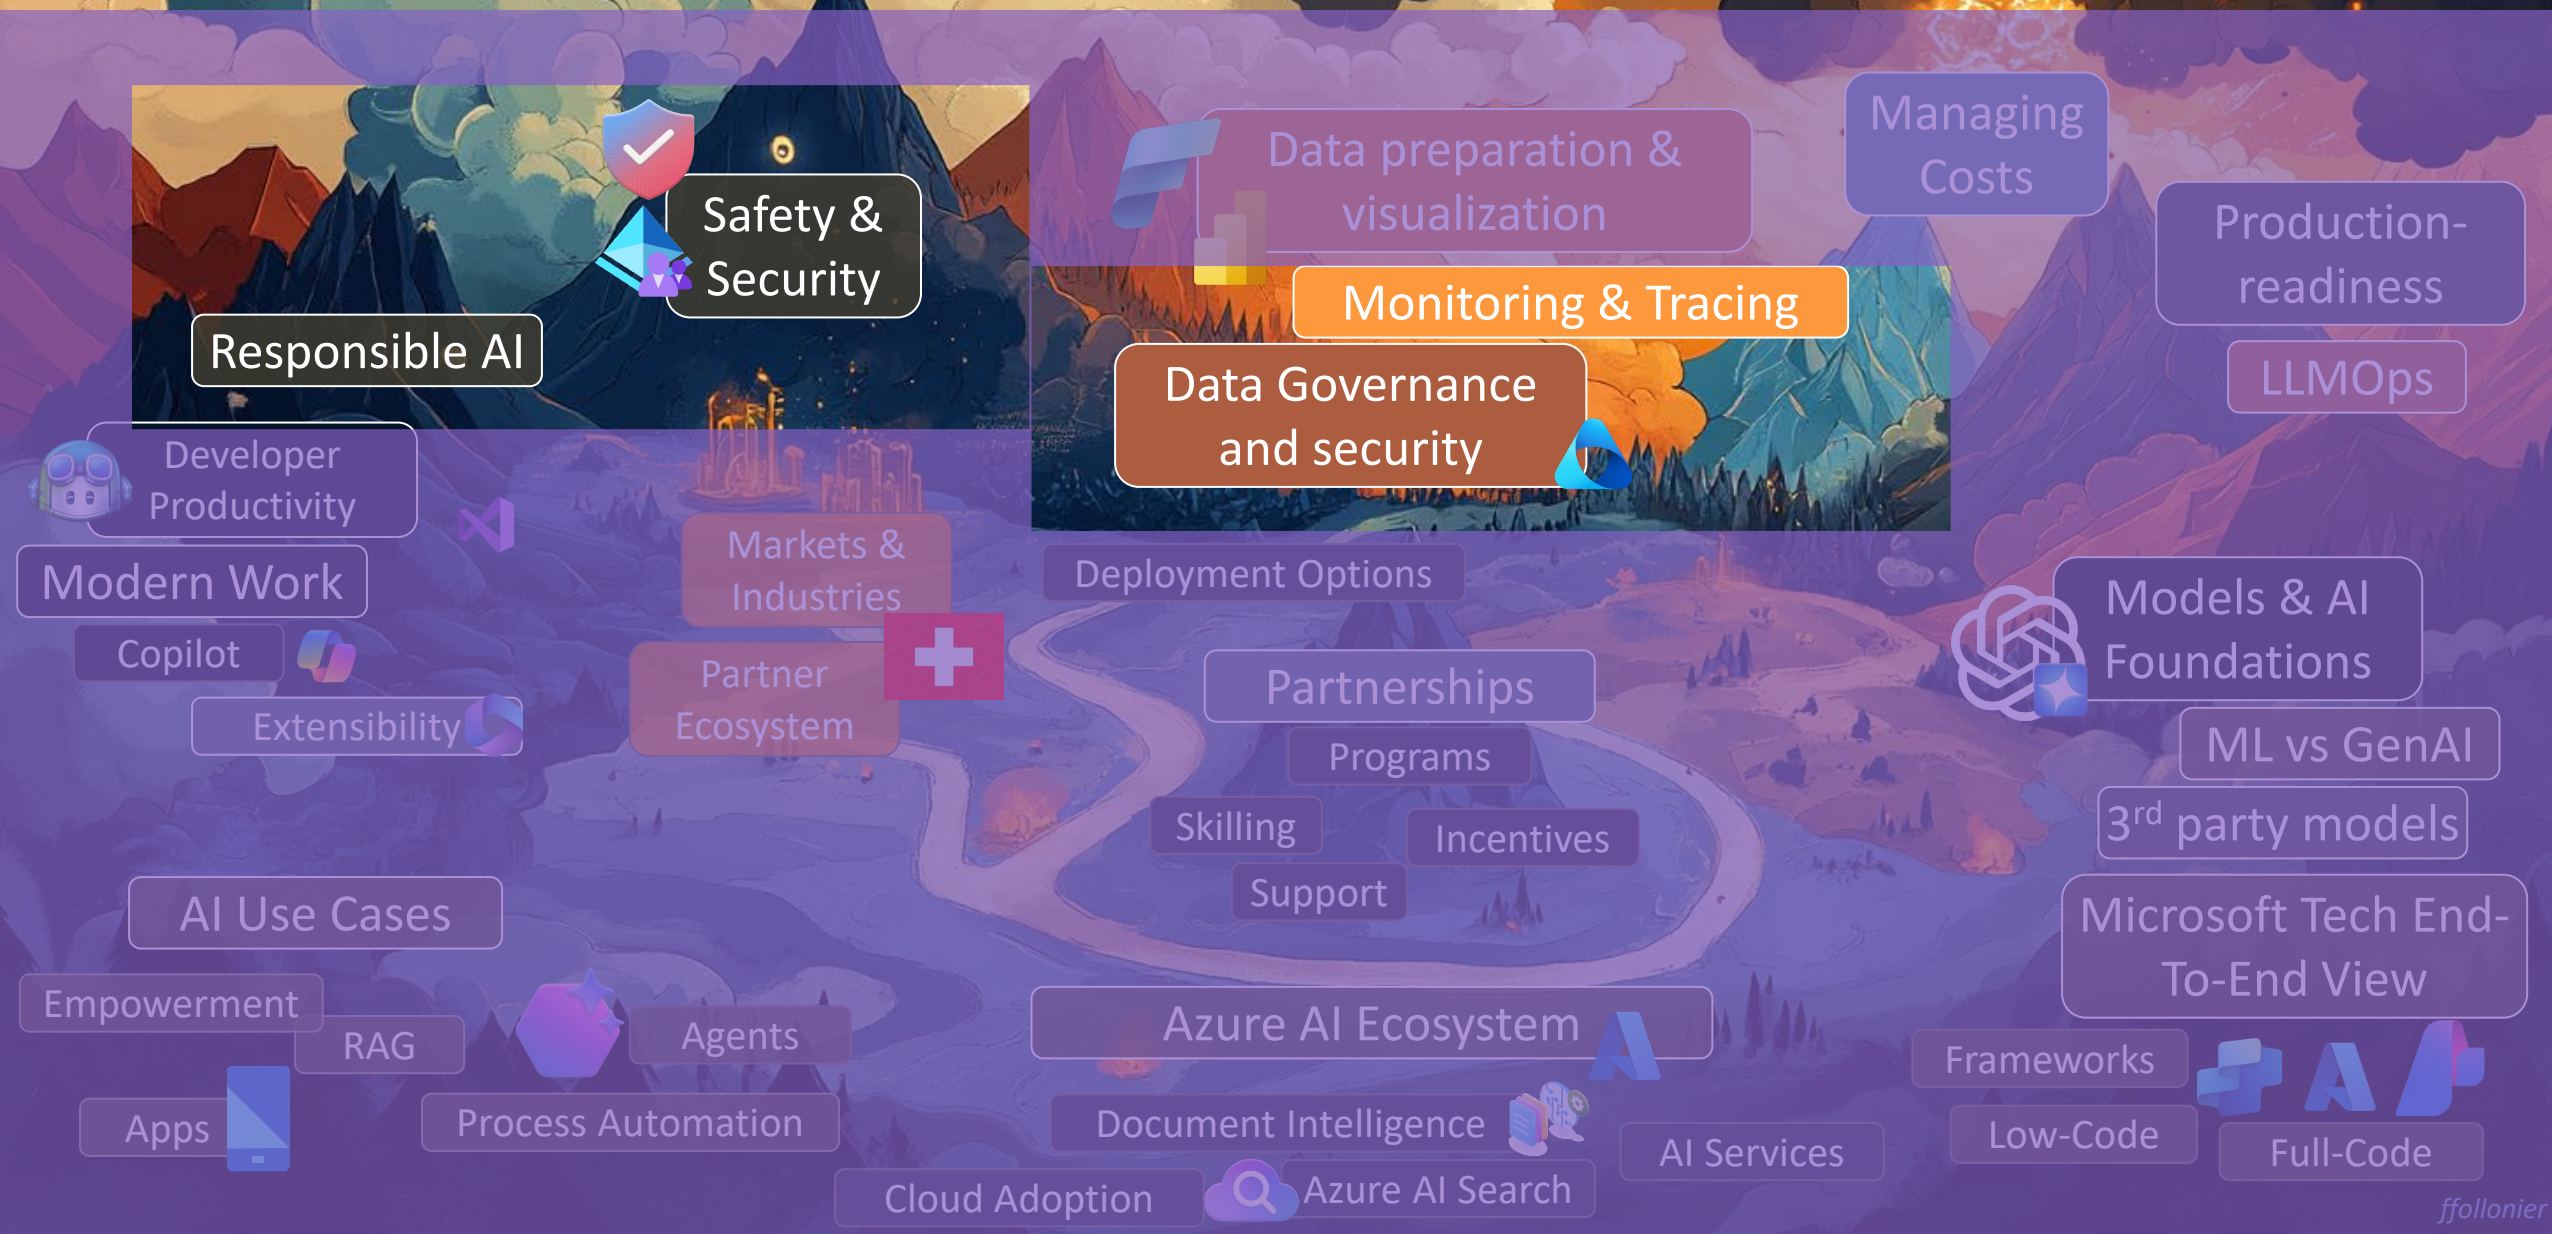 Managing
Costs
Data preparation &
visualization
Safety &
Security
Production-
readiness
Monitoring & Tracing
Responsible AI
Data Governance
and security
LLMOps
Developer
Productivity
Modern Work
Markets &
Industries
Deployment Options
Models & AI
Foundations
Copilot
Partner
Ecosystem
Partnerships
Extensibility
ML vs GenAI
Programs
3rd party models
Skilling
Incentives
Support
AI Use Cases
Microsoft Tech End-
To-End View
Empowerment
RAG
Agents
Azure AI Ecosystem
Frameworks
Apps
Process Automation
Document Intelligence
AI Services
Low-Code
Full-Code
Cloud Adoption
Azure AI Search
ffollonier